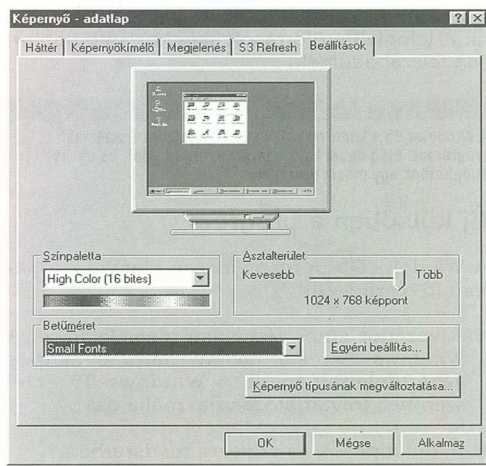 Képernyő - adatlap
Háttér Képernyőkímélő Megjelenés S3 Refresh Beállítások
Színpaletta
High Color (16 bites)
Asztalterület
Kevesebb Több
1024 x 768 képpont
Betűméret
Small Fonts
Egyéni beállítás...
Képernyő típusának megváltoztatása...
OK Mégse Alkalmaz